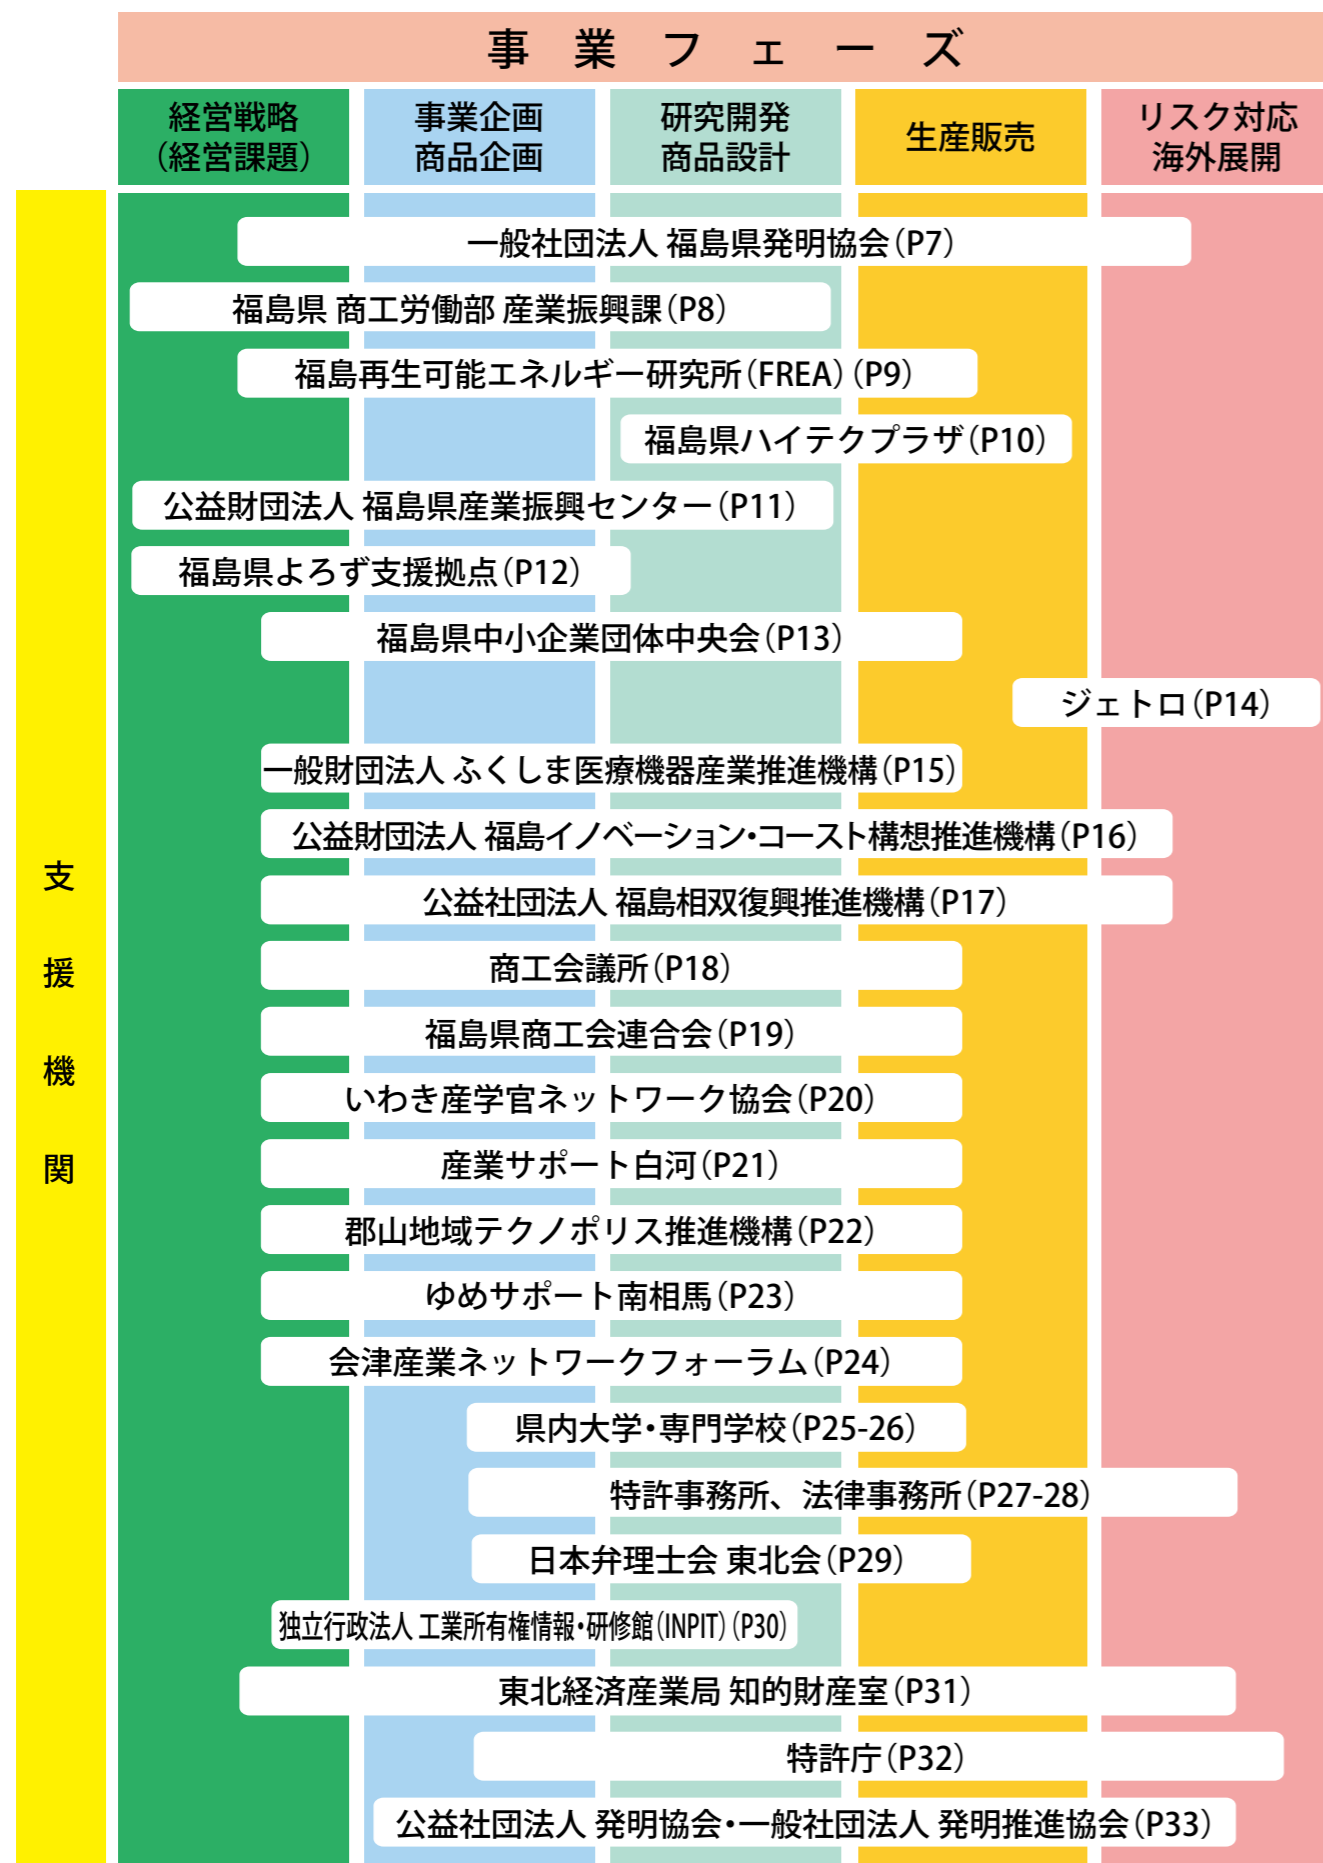 事業フェーズ
経営戦略
（経営課題）
事業企画
商品企画
研究開発
商品設計
生産販売
リスク対応
海外展開
支援機関
一般社団法人 福島県発明協会（P7）
福島県 商工労働部 産業振興課（P8）
福島再生可能エネルギー研究所（FREA）（P9）
福島県ハイテクプラザ（P10）
公益財団法人 福島県産業振興センター（P11）
福島県よろず支援拠点（P12）
福島県中小企業団体中央会（P13）
ジェトロ（P14）
一般財団法人 ふくしま医療機器産業推進機構（P15）
公益財団法人 福島イノベーション・コースト構想推進機構（P16）
公益社団法人 福島相双復興推進機構（P17）
商工会議所（P18）
福島県商工会連合会（P19）
いわき産学官ネットワーク協会（P20）
産業サポート白河（P21）
郡山地域テクノポリス推進機構（P22）
ゆめサポート南相馬（P23）
会津産業ネットワークフォーラム（P24）
県内大学・専門学校（P25-26）
特許事務所、法律事務所（P27-28）
日本弁理士会 東北会（P29）
独立行政法人 工業所有権情報・研修館（INPIT）（P30）
東北経済産業局 知的財産室（P31）
特許庁（P32）
公益社団法人 発明協会・一般社団法人 発明推進協会（P33）